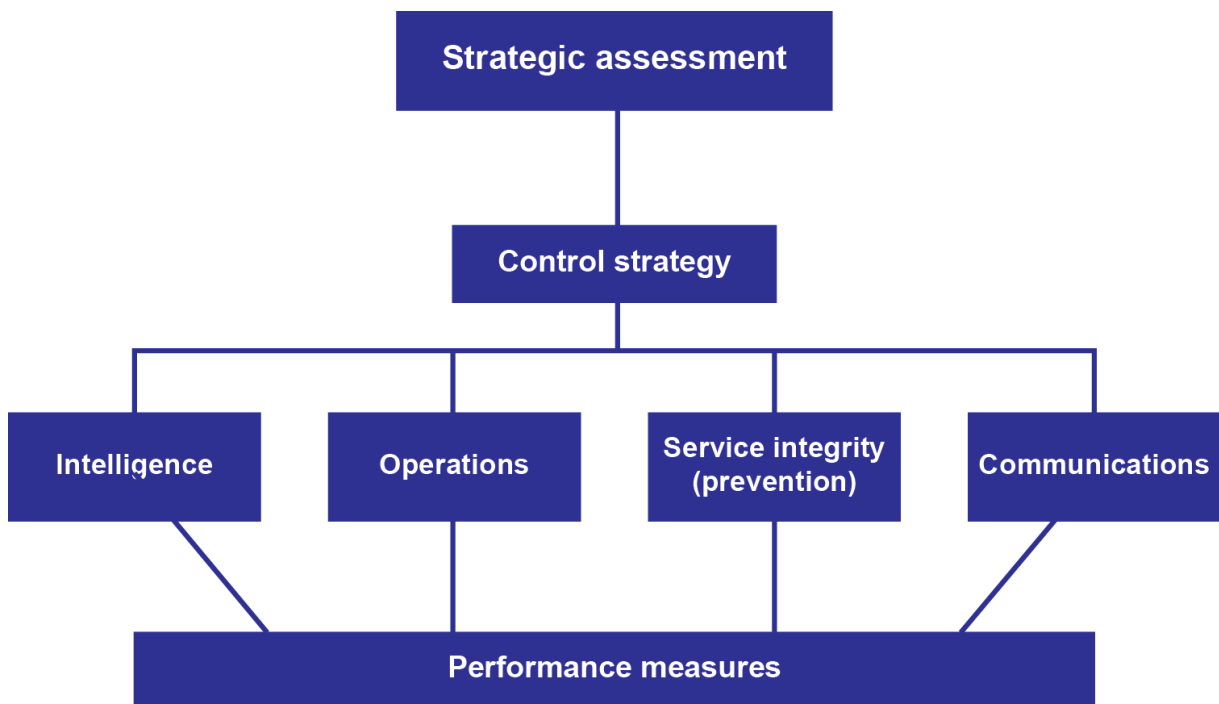 Strategic assessment
Control strategy
Intelligence
Operations
Service integrity
(prevention)
Communications
Performance measures